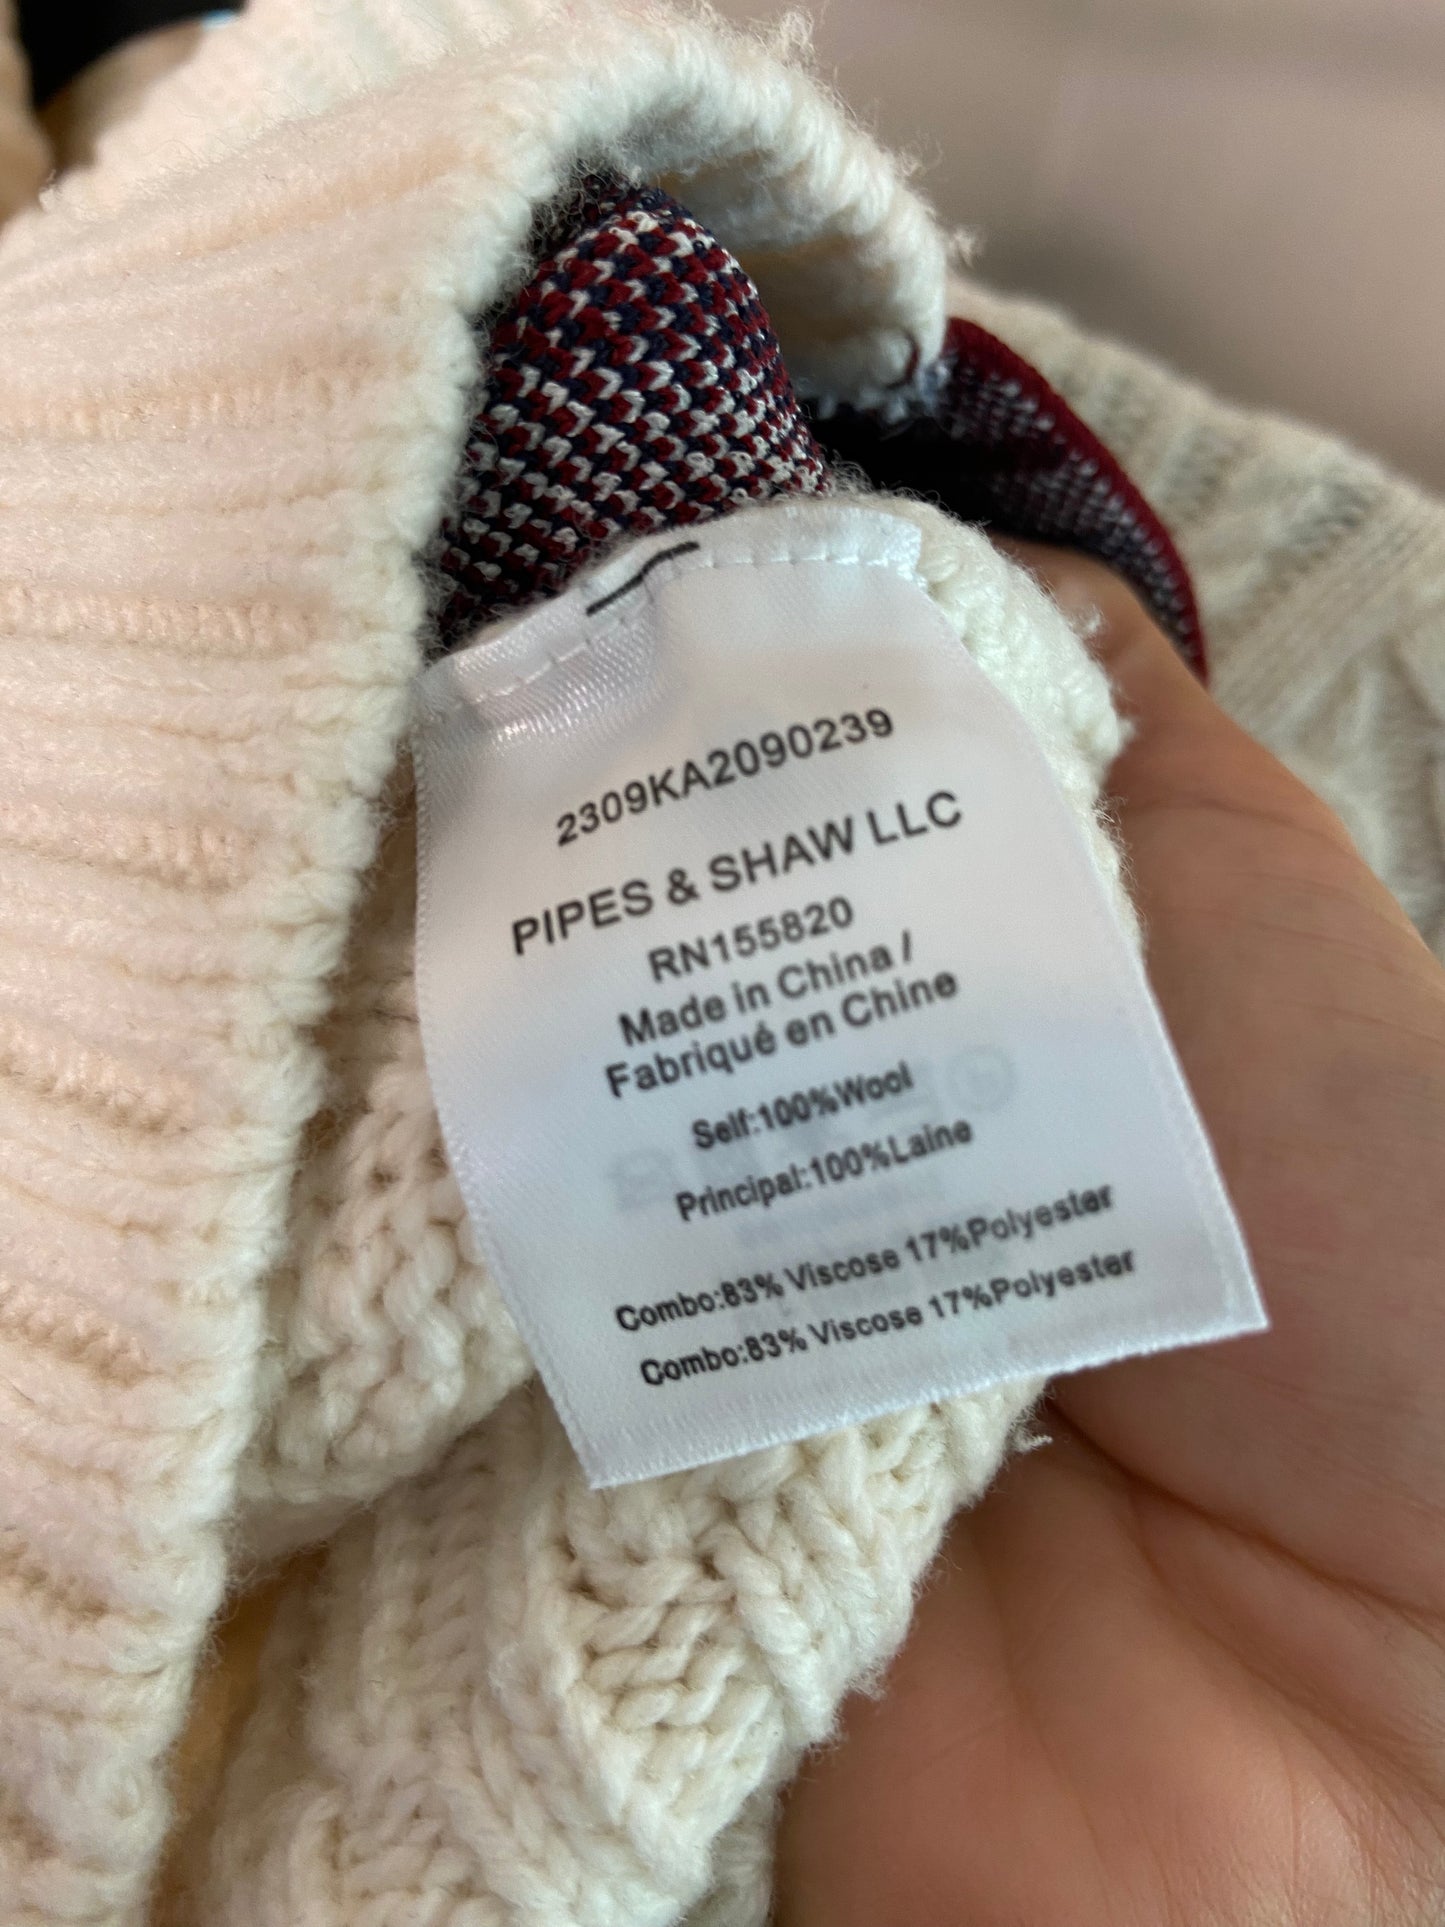 2309KA2090239
PIPES & SHAW LLC
RN155820
Made in China /
Fabriqué en Chine
Self:100%Wool
Principal:100%Laine
Combo:83% Viscose 17%Polyester
Combo:83% Viscose 17%Polyester